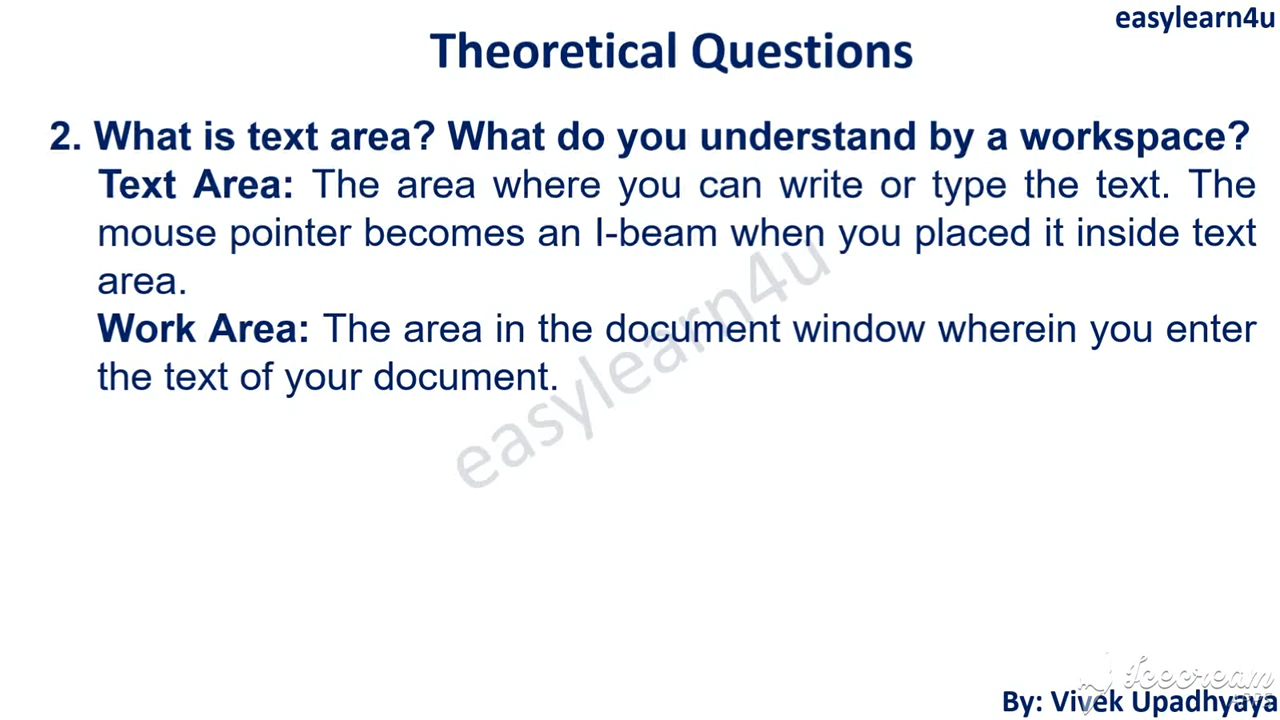 easylearn4u
Theoretical Questions
2. What is text area? What do you understand by a workspace?
Text Area: The area where you can write or type the text. The
mouse pointer becomes an I-beam when you placed it inside text
area.
Work Area: The area in the document window wherein you enter
the text of your document.
easylearn4u
Icecream
APPS
By: Vivek Upadhyaya